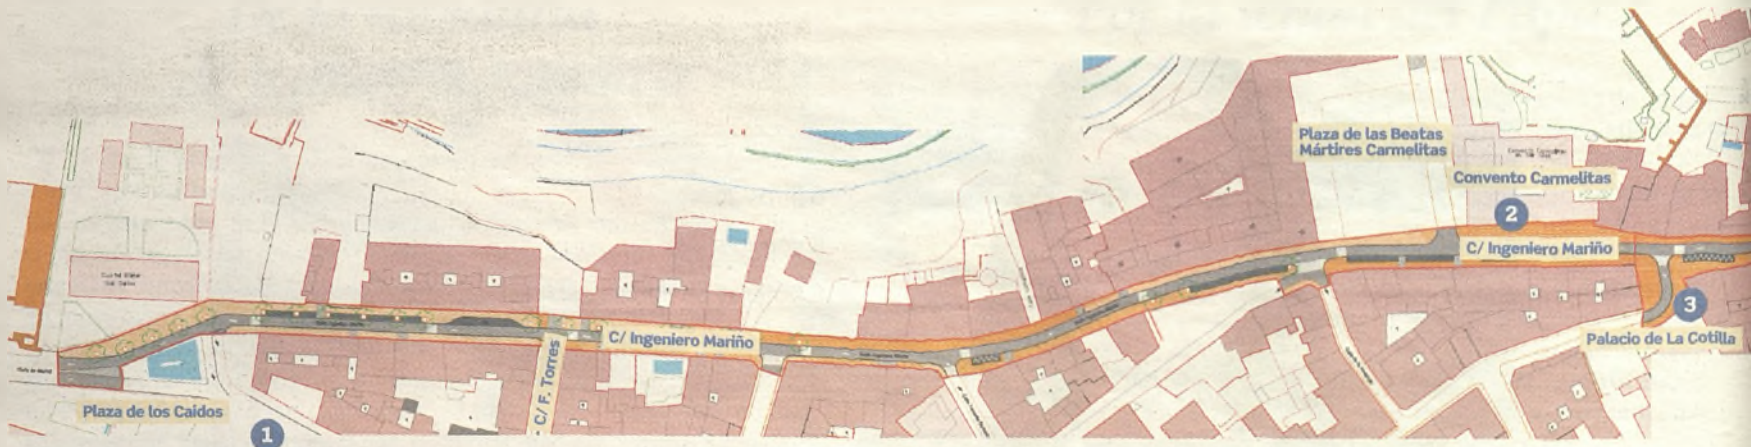 Plaza de las Beatas
Mártires Carmelitas
Convento Carmelitas
2
C/ Ingeniero Mariño
3
Palacio de La Cotilla
C/ Ingeniero Mariño
C/ F. Torres
Plaza de los Caidos
1